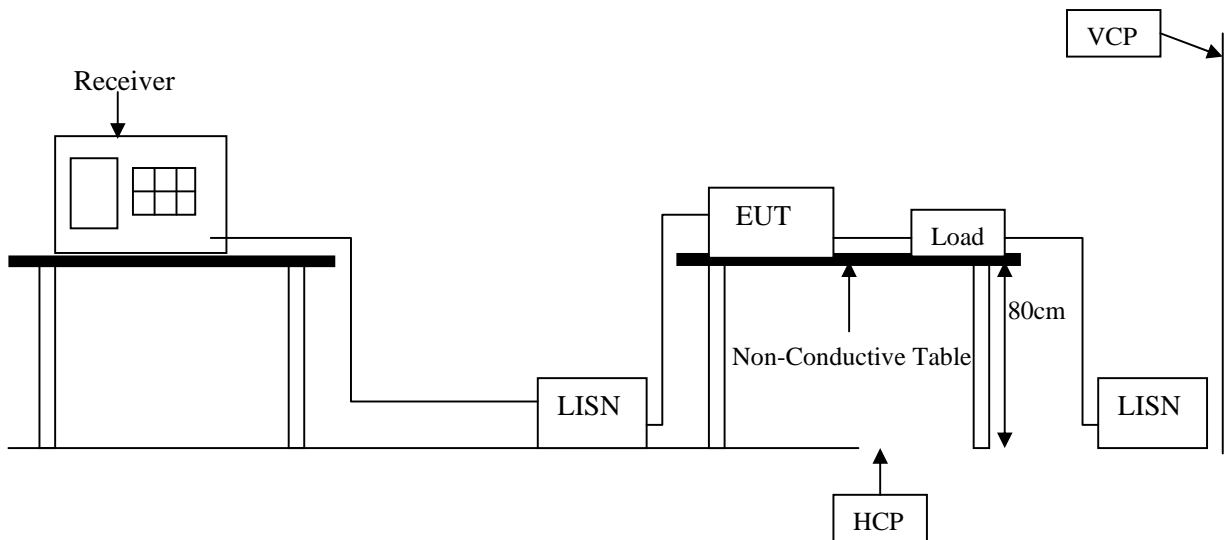 VCP
Receiver
EUT
Load
80cm
Non-Conductive Table
LISN
LISN
HCP